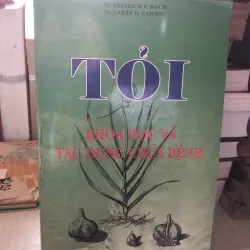 Ts. HEINRICH P. KOCH
Ts. LARRY D. LAWSON
TỎI
KHOA HỌC VÀ
TÁC DỤNG CHỮA BỆNH